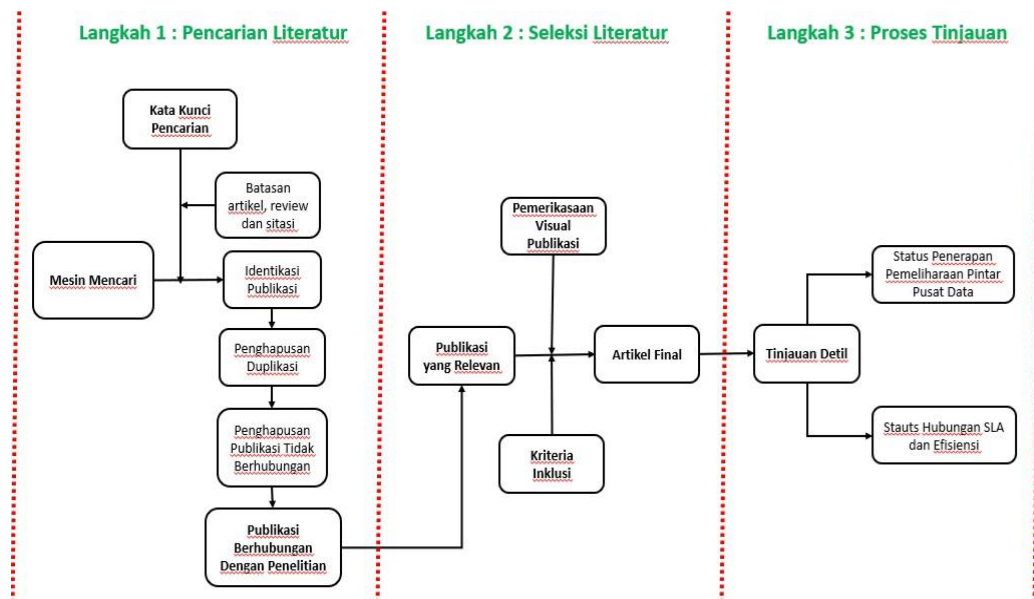 Langkah 1 : Pencarian Literatur
Kata Kunci
Pencarian
Batasan
artikel, review
dan sitasi
Mesin Mencari
Identikasi
Publikasi
Penghapusan
Duplikasi
Penghapusan
Publikasi Tidak
Berhubungan
Publikasi
Berhubungan
Dengan Penelitian
Langkah 2 : Seleksi Literatur
Pemerikasaan
Visual
Publikasi
Publikasi
yang Relevan
Artikel Final
Kriteria
Inklusi
Langkah 3 : Proses Tinjauan
Status Penerapan
Pemeliharaan Pintar
Pusat Data
Tinjauan Detil
Stauts Hubungan SLA
dan Efisiensi